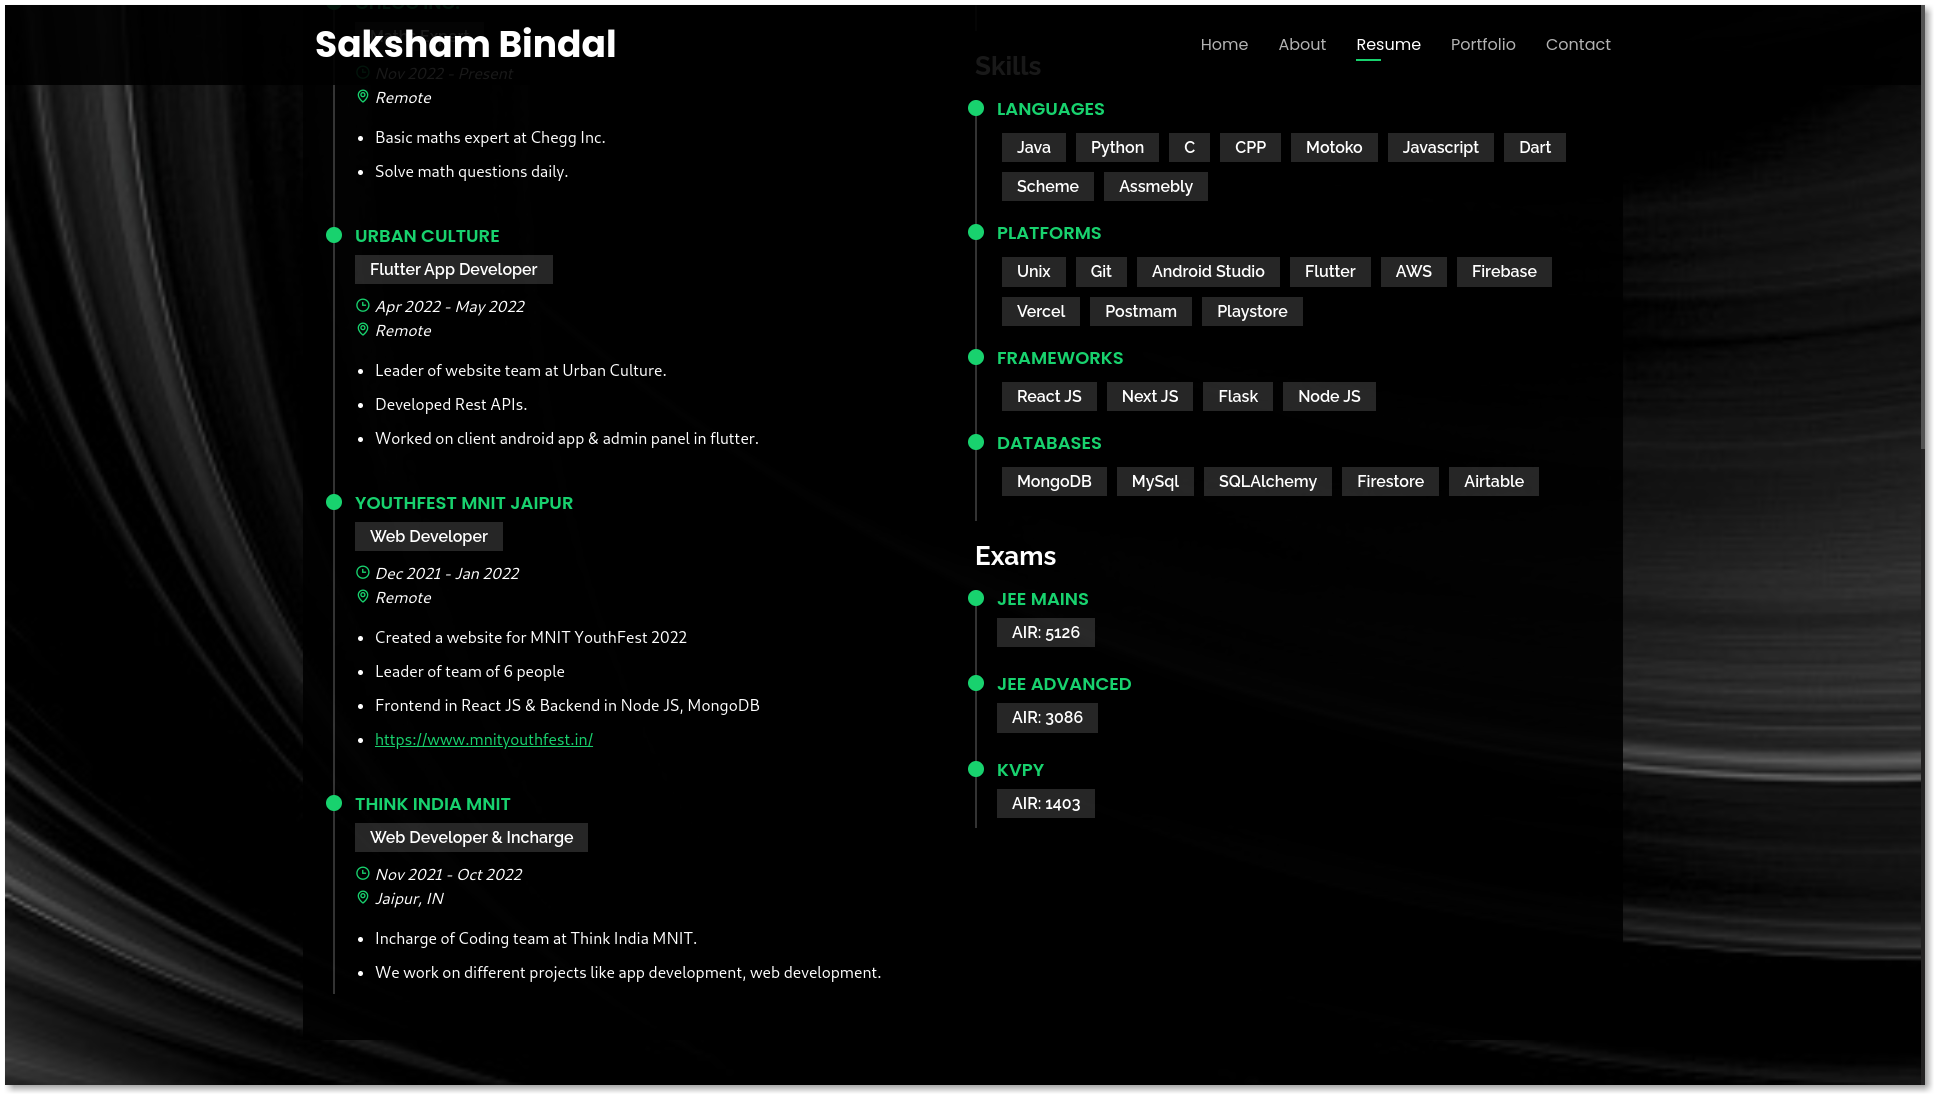 Saksham Bindal
Home About Resume Portfolio Contact
Nov 2022 - Present
Remote
Basic maths expert at Chegg Inc.
Solve math questions daily.
URBAN CULTURE
Flutter App Developer
Apr 2022 - May 2022
Remote
Leader of website team at Urban Culture.
Developed Rest APIs.
Worked on client android app & admin panel in flutter.
YOUTHFEST MNIT JAIPUR
Web Developer
Dec 2021 - Jan 2022
Remote
Created a website for MNIT YouthFest 2022
Leader of team of 6 people
Frontend in React JS & Backend in Node JS, MongoDB
https://www.mnityouthfest.in/
THINK INDIA MNIT
Web Developer & Incharge
Nov 2021 - Oct 2022
Jaipur, IN
Incharge of Coding team at Think India MNIT.
We work on different projects like app development, web development.
Skills
LANGUAGES
Java Python C CPP Motoko Javascript Dart
Scheme Assmebly
PLATFORMS
Unix Git Android Studio Flutter AWS Firebase
Vercel Postmam Playstore
FRAMEWORKS
React JS Next JS Flask Node JS
DATABASES
MongoDB MySql SQLAlchemy Firestore Airtable
Exams
JEE MAINS
AIR: 5126
JEE ADVANCED
AIR: 3086
KVPY
AIR: 1403